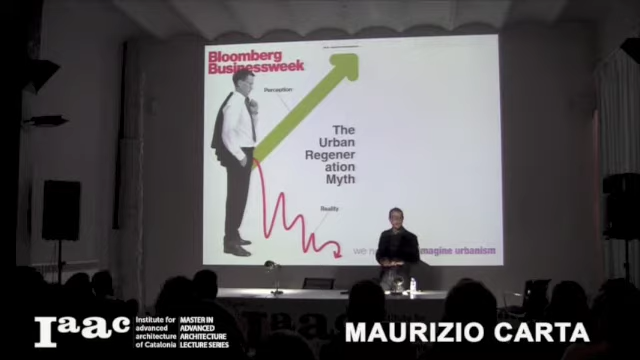 Bloomberg
Businessweek
Perception
The
Urban
Regener
ation
Myth
Reality
we
imagine urbanism
Iaac
Institute for
advanced
architecture
of Catalonia
MASTER IN
ADVANCED
ARCHITECTURE
LECTURE SERIES
MAURIZIO CARTA